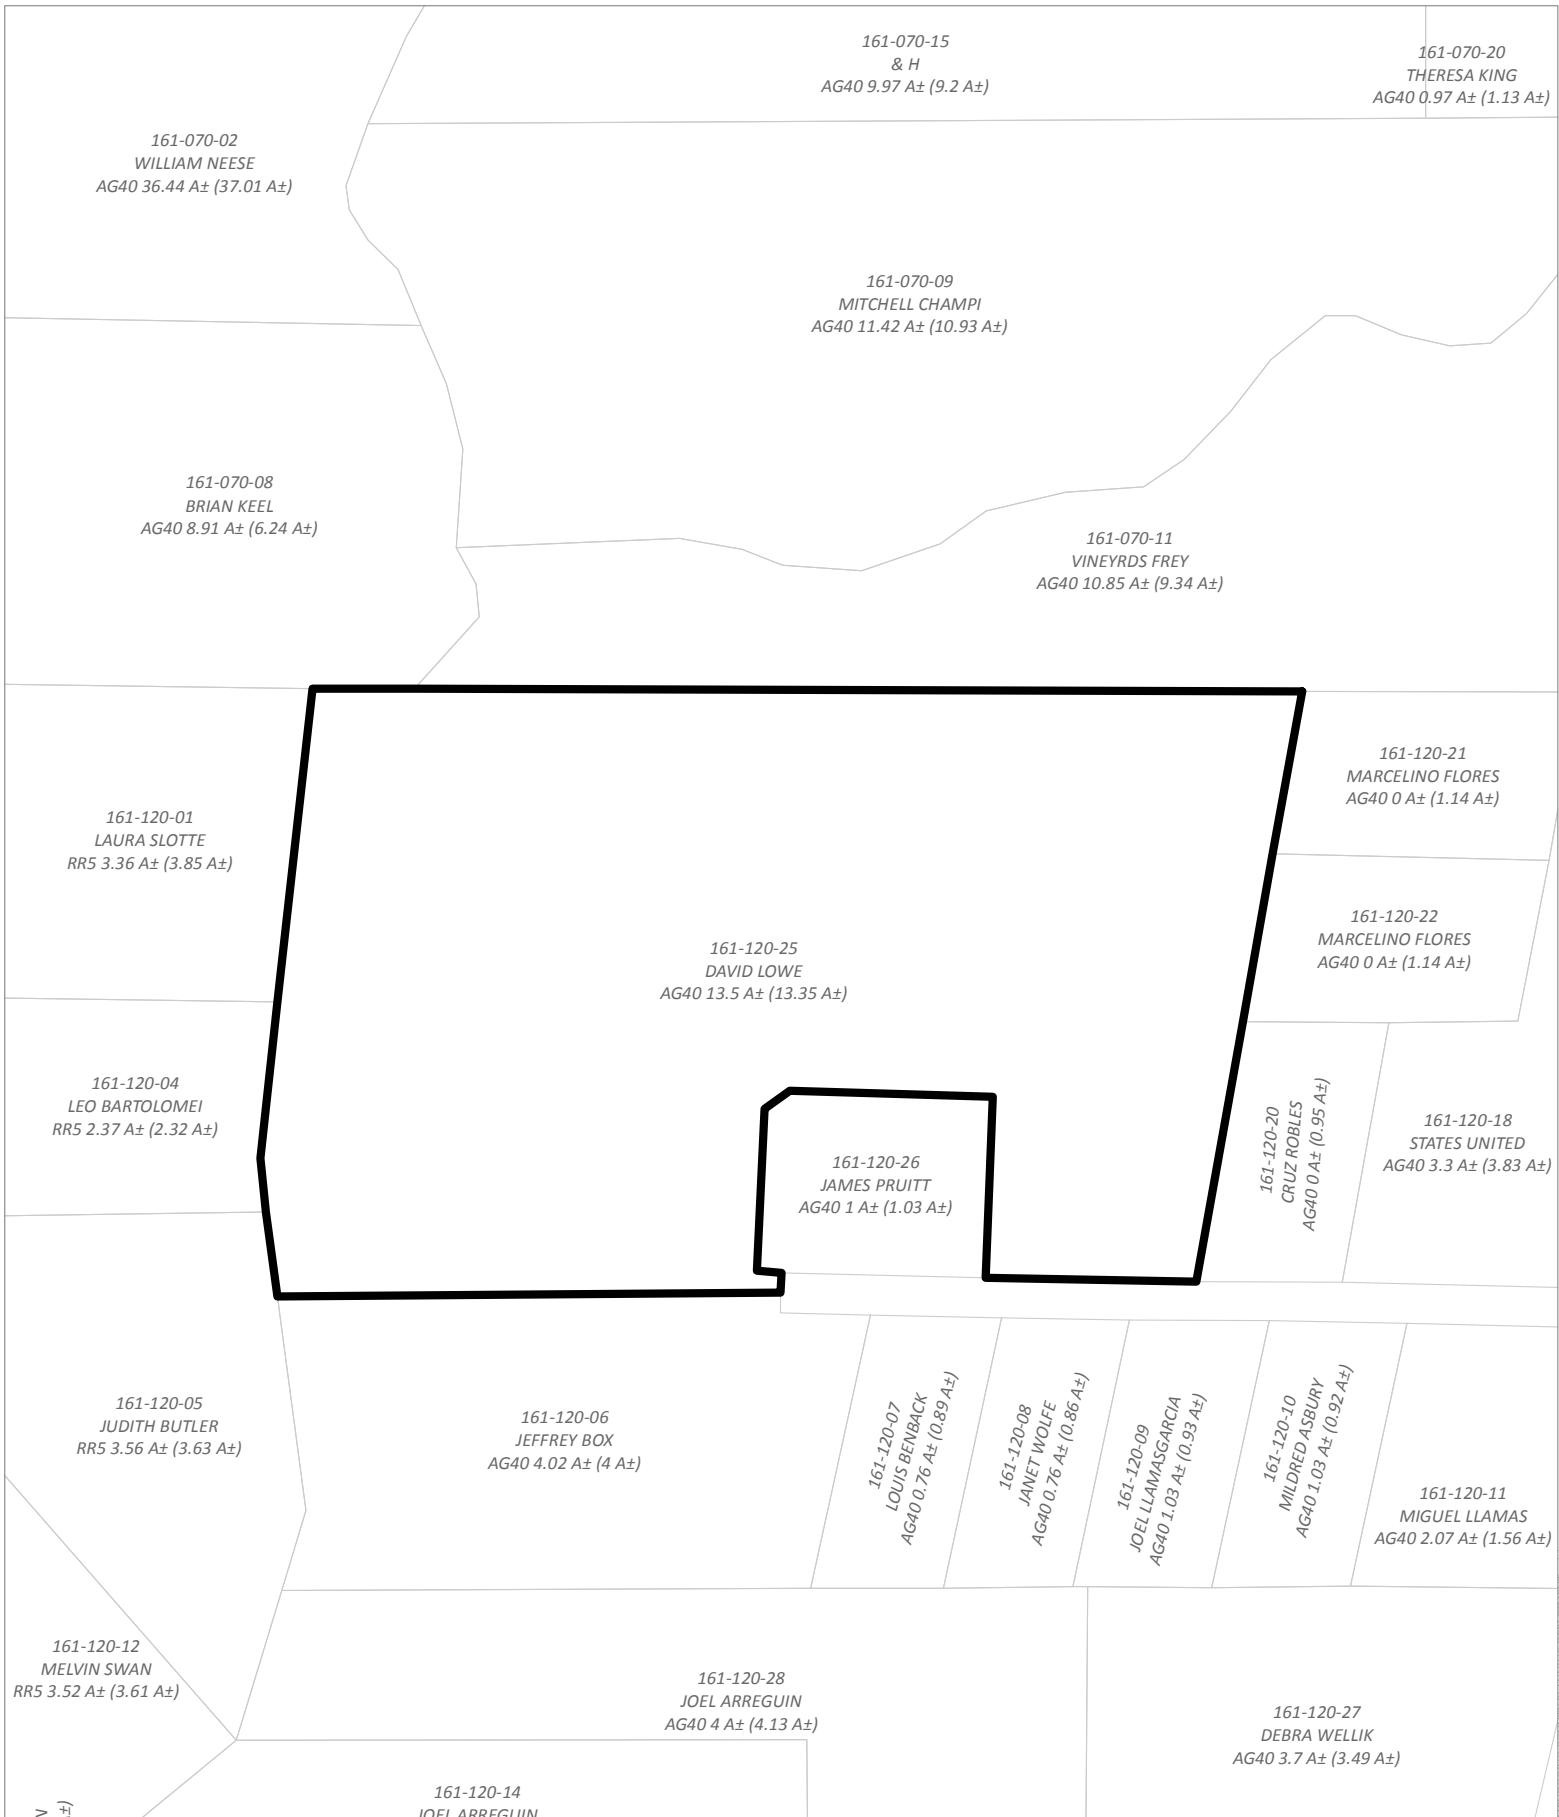 161-070-15
& H
AG40 9.97 A± (9.2 A±)
161-070-20
THERESA KING
AG40 0.97 A± (1.13 A±)
161-070-02
WILLIAM NEESE
AG40 36.44 A± (37.01 A±)
161-070-09
MITCHELL CHAMPI
AG40 11.42 A± (10.93 A±)
161-070-08
BRIAN KEEL
AG40 8.91 A± (6.24 A±)
161-070-11
VINEYRDS FREY
AG40 10.85 A± (9.34 A±)
161-120-21
MARCELINO FLORES
AG40 0 A± (1.14 A±)
161-120-01
LAURA SLOTTE
RR5 3.36 A± (3.85 A±)
161-120-22
MARCELINO FLORES
AG40 0 A± (1.14 A±)
161-120-25
DAVID LOWE
AG40 13.5 A± (13.35 A±)
161-120-04
LEO BARTOLOMEI
RR5 2.37 A± (2.32 A±)
161-120-20
CRUZ ROBLES
AG40 0 A± (0.95 A±)
161-120-18
STATES UNITED
AG40 3.3 A± (3.83 A±)
161-120-26
JAMES PRUITT
AG40 1 A± (1.03 A±)
161-120-05
JUDITH BUTLER
RR5 3.56 A± (3.63 A±)
161-120-06
JEFFREY BOX
AG40 4.02 A± (4 A±)
161-120-07
LOUIS BENBACK
AG40 0.76 A± (0.89 A±)
161-120-08
JANET WOLFE
AG40 0.76 A± (0.86 A±)
161-120-09
JOEL LLAMASGARCIA
AG40 1.03 A± (0.93 A±)
161-120-10
MILDRED ASBURY
AG40 1.03 A± (0.92 A±)
161-120-11
MIGUEL LLAMAS
AG40 2.07 A± (1.56 A±)
161-120-12
MELVIN SWAN
RR5 3.52 A± (3.61 A±)
161-120-28
JOEL ARREGUIN
AG40 4 A± (4.13 A±)
161-120-27
DEBRA WELLIK
AG40 3.7 A± (3.49 A±)
161-120-14
JOEL ARREGUIN